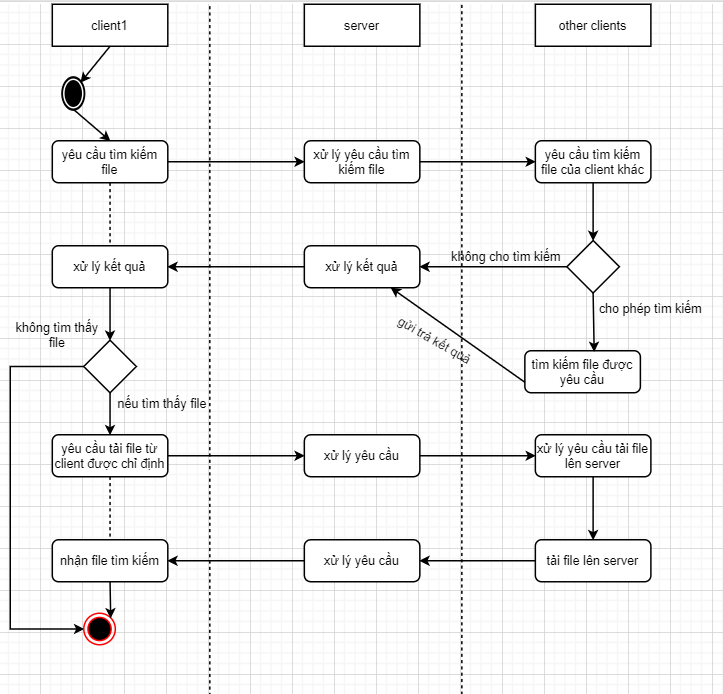 client1
server
other clients
yêu cầu tìm kiếm
file
xử lý yêu cầu tìm
kiếm file
yêu cầu tìm kiếm
file của client khác
xử lý kết quả
xử lý kết quả
không cho tìm kiếm
cho phép tìm kiếm
gửi trả kết quả
không tìm thấy
file
tìm kiếm file được
yêu cầu
nếu tìm thấy file
yêu cầu tải file từ
client được chỉ định
xử lý yêu cầu
xử lý yêu cầu tải file
lên server
nhận file tìm kiếm
xử lý yêu cầu
tải file lên server